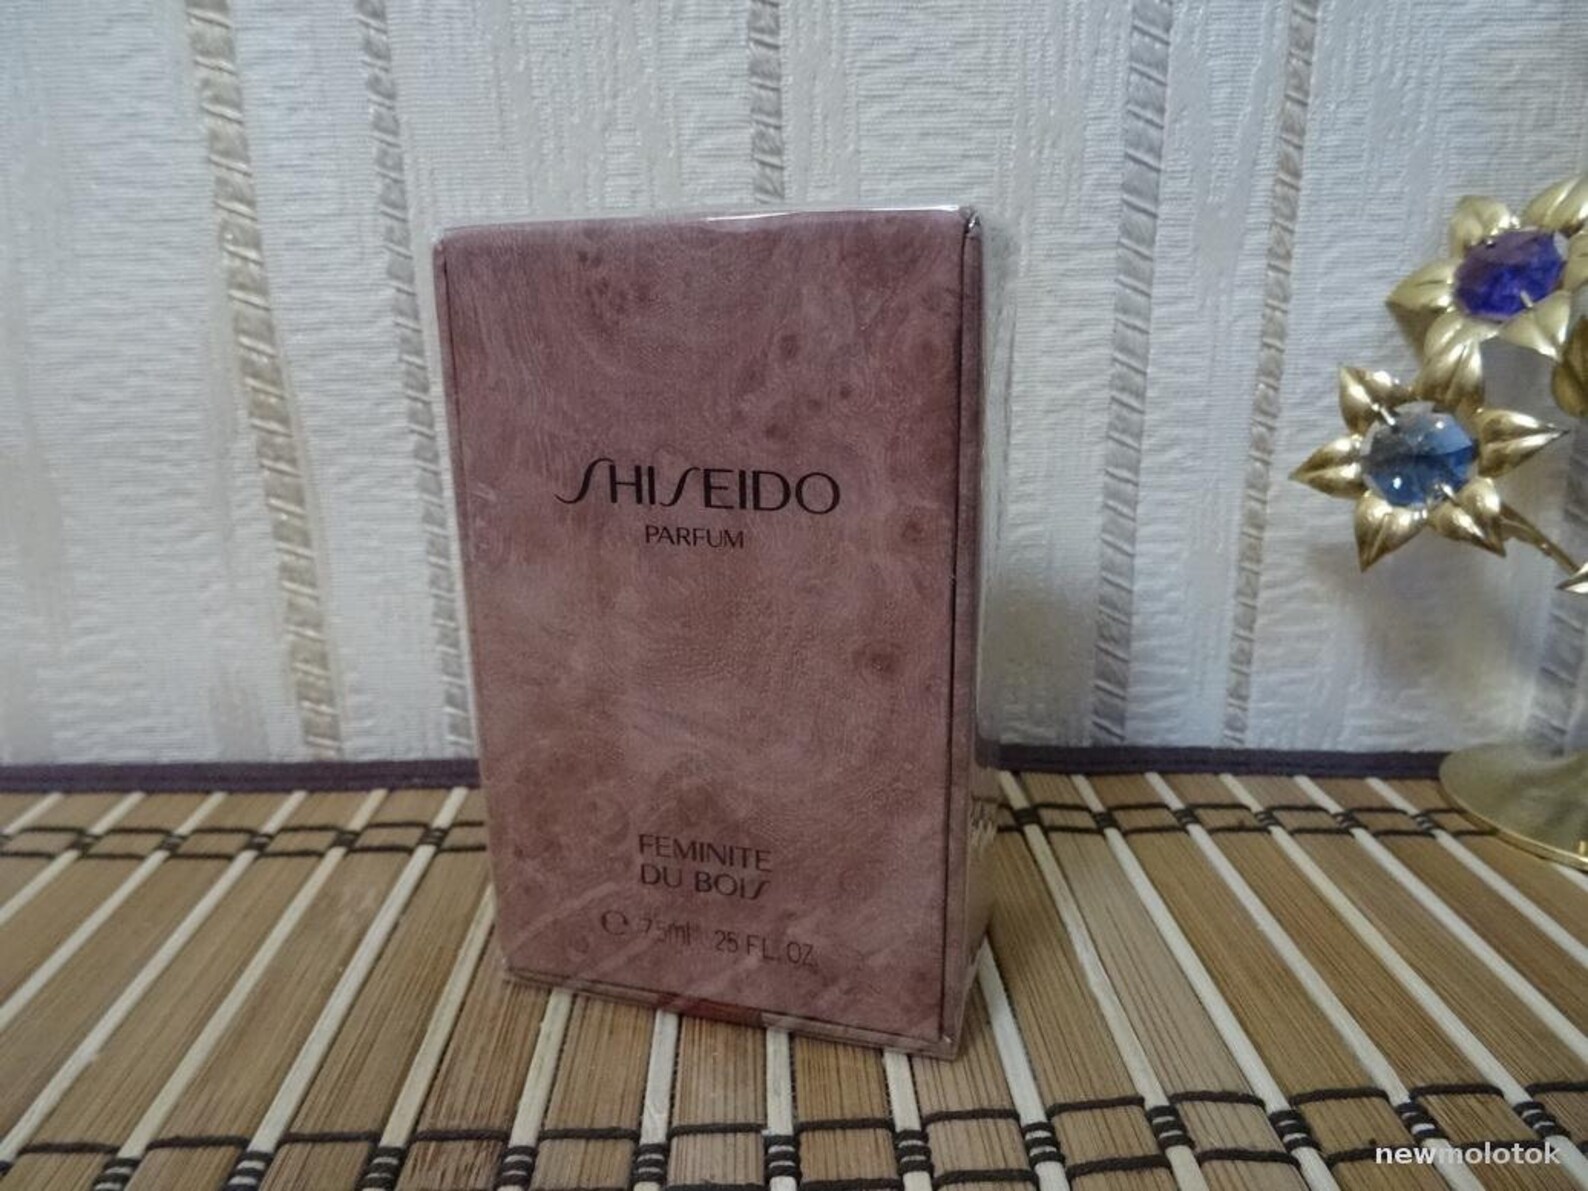 SHISEIDO
PARFUM
FEMINITE
DU BOIS
℮ 7.5ml .25 FL. OZ.
newmolotok